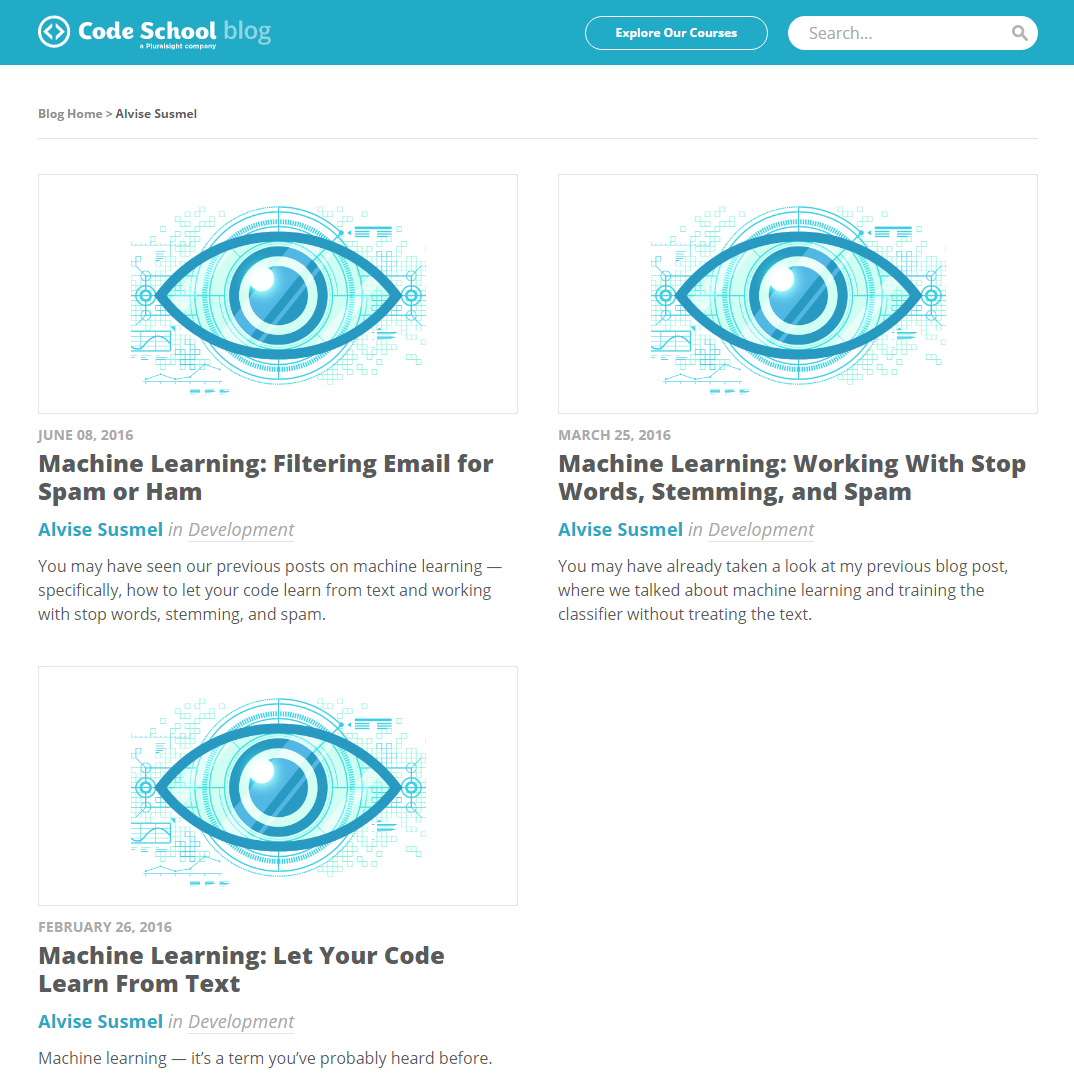 Code School blog
a Pluralsight company
Explore Our Courses
Search...
Blog Home > Alvise Susmel
JUNE 08, 2016
Machine Learning: Filtering Email for
Spam or Ham
Alvise Susmel in Development
You may have seen our previous posts on machine learning —
specifically, how to let your code learn from text and working
with stop words, stemming, and spam.
MARCH 25, 2016
Machine Learning: Working With Stop
Words, Stemming, and Spam
Alvise Susmel in Development
You may have already taken a look at my previous blog post,
where we talked about machine learning and training the
classifier without treating the text.
FEBRUARY 26, 2016
Machine Learning: Let Your Code
Learn From Text
Alvise Susmel in Development
Machine learning — it’s a term you’ve probably heard before.